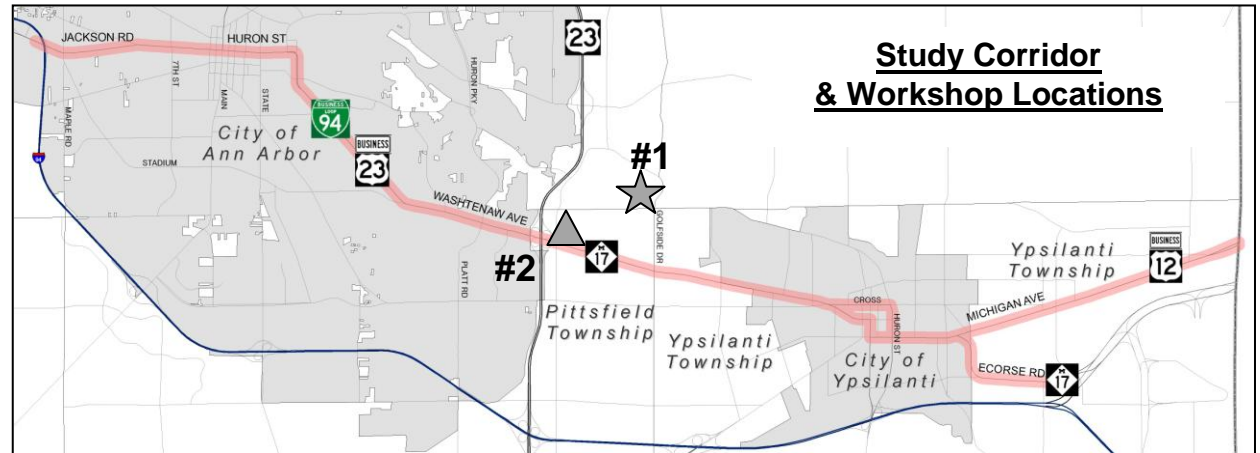 Study Corridor
& Workshop Locations
JACKSON RD
HURON ST
23
HURON PKY
7TH ST
MAIN
STATE
MAPLE RD
BUSINESS
LOOP
94
City of
Ann Arbor
BUSINESS
23
STADIUM
94
#1
WASHTENAW AVE
GOLFSIDE DR
#2
M
17
PLATT RD
Pittsfield
Township
Ypsilanti
Township
BUSINESS
12
Ypsilanti
Township
CROSS
HURON ST
MICHIGAN AVE
City of
Ypsilanti
ECORSE RD
M
17